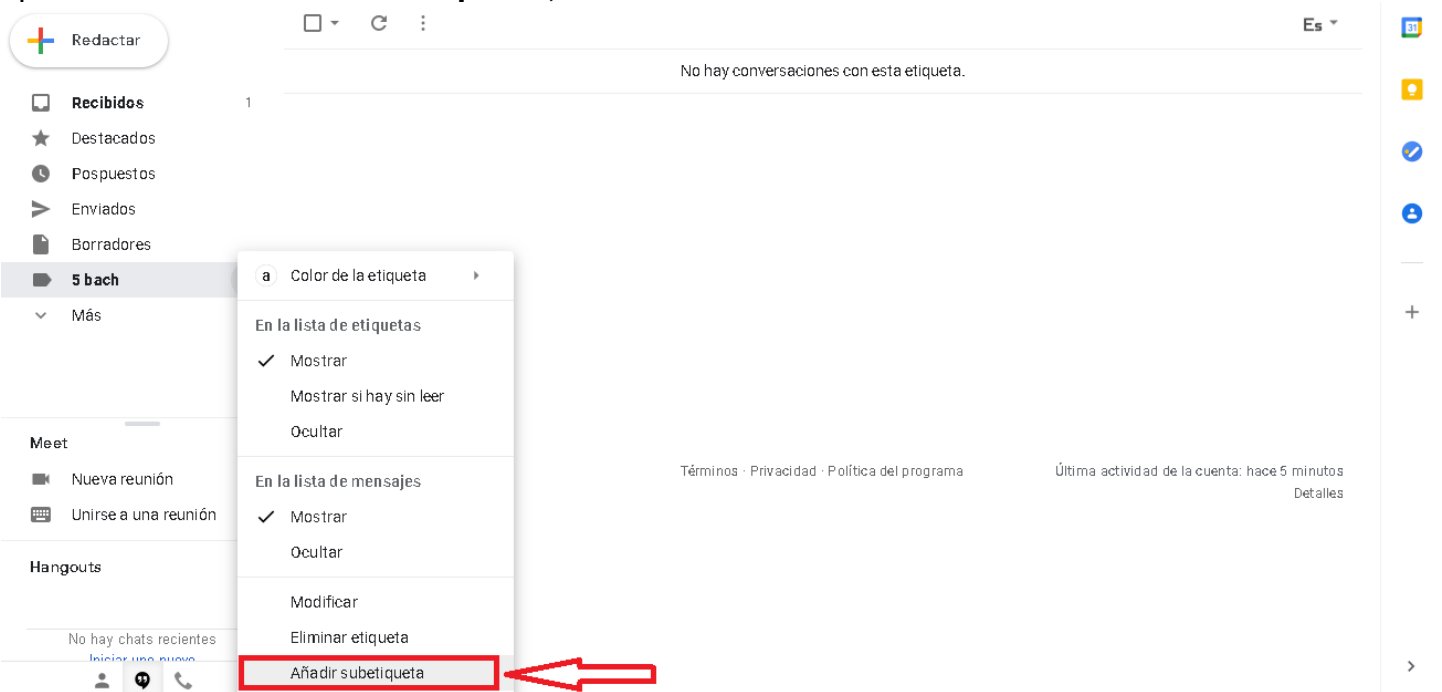 Redactar
Es
No hay conversaciones con esta etiqueta.
Recibidos 1
Destacados
Pospuestos
Enviados
Borradores
5 bach
Más
a Color de la etiqueta
En la lista de etiquetas
Mostrar
Mostrar si hay sin leer
Ocultar
En la lista de mensajes
Mostrar
Ocultar
Modificar
Eliminar etiqueta
Añadir subetiqueta
Meet
Nueva reunión
Unirse a una reunión
Hangouts
No hay chats recientes
Iniciar uno nuevo
Términos · Privacidad · Política del programa
Última actividad de la cuenta: hace 5 minutos
Detalles
31